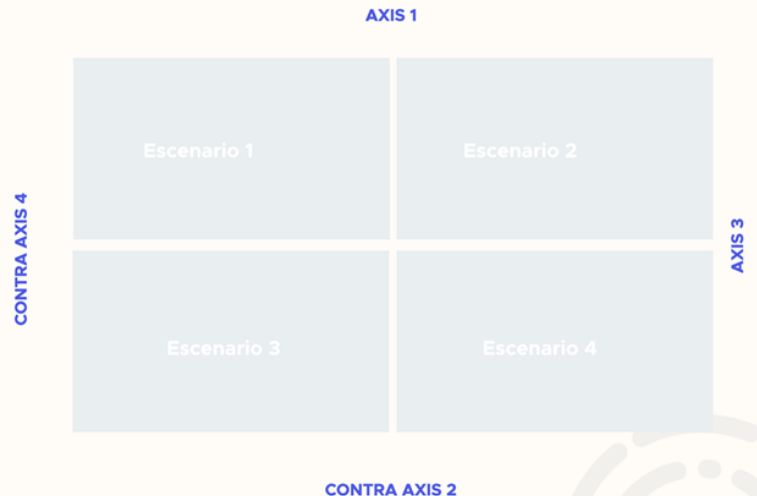 AXIS 1
Escenario 1
Escenario 2
CONTRA AXIS 4
AXIS 3
Escenario 3
Escenario 4
CONTRA AXIS 2